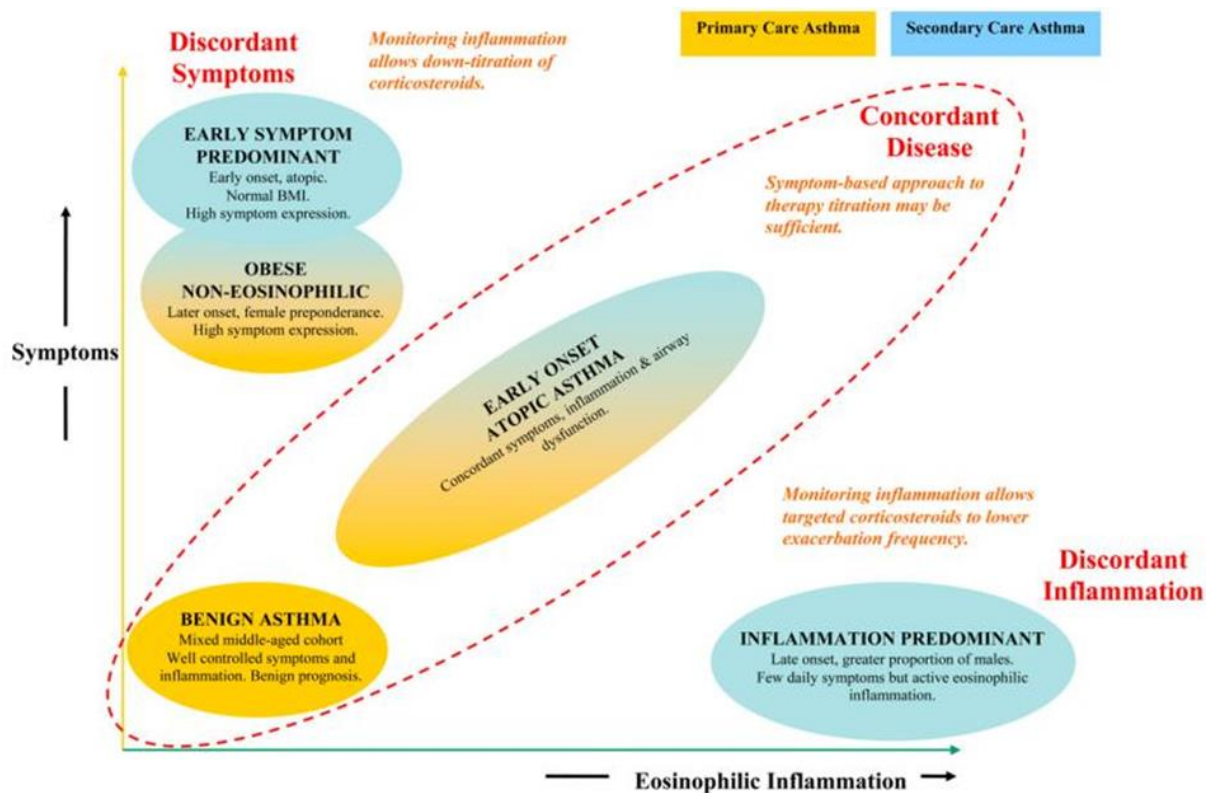 Discordant
Symptoms
Monitoring inflammation
allows down-titration of
corticosteroids.
Primary Care Asthma
Secondary Care Asthma
EARLY SYMPTOM
PREDOMINANT
Early onset, atopic.
Normal BMI.
High symptom expression.
OBESE
NON-EOSINOPHILIC
Later onset, female preponderance.
High symptom expression.
Symptoms
Concordant
Disease
Symptom-based approach to
therapy titration may be
sufficient.
EARLY ONSET
ATOPIC ASTHMA
Concordant symptoms, inflammation & airway
dysfunction.
Monitoring inflammation allows
targeted corticosteroids to lower
exacerbation frequency.
Discordant
Inflammation
BENIGN ASTHMA
Mixed middle-aged cohort
Well controlled symptoms and
inflammation. Benign prognosis.
INFLAMMATION PREDOMINANT
Late onset, greater proportion of males.
Few daily symptoms but active eosinophilic
inflammation.
Eosinophilic Inflammation